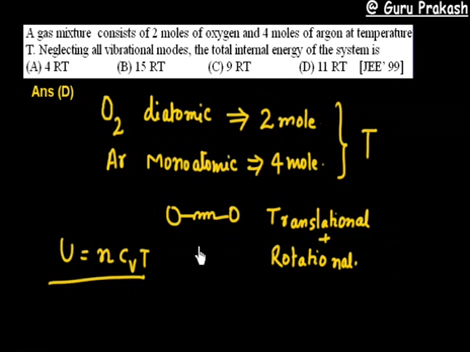 @ Guru Prakash
A gas mixture consists of 2 moles of oxygen and 4 moles of argon at temperature
T. Neglecting all vibrational modes, the total internal energy of the system is
(A) 4 RT (B) 15 RT (C) 9 RT (D) 11 RT [JEE' 99]
Ans (D)
O₂ diatomic ⇒ 2 mole
Ar Monoatomic ⇒ 4 mole.
T
O-m-O Translational
+
Rotational.
U = n CᵥT